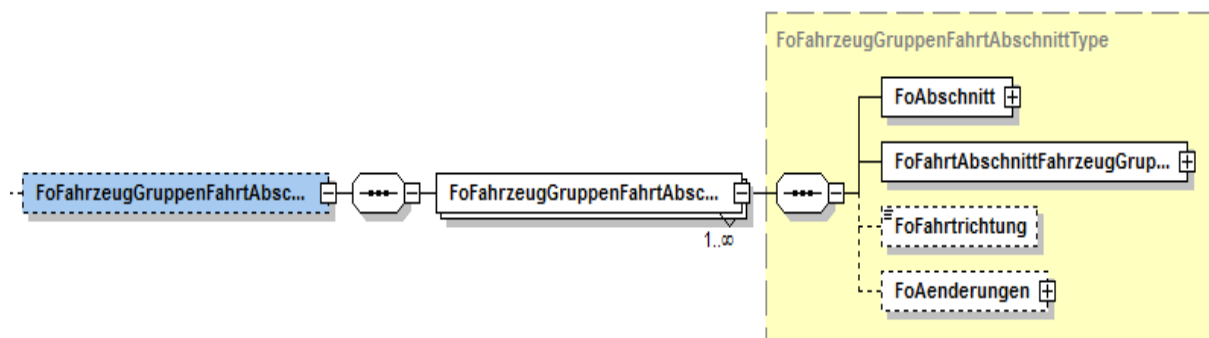 FoFahrzeugGruppenFahrtAbschnittType
FoAbschnitt
FoFahrtAbschnittFahrzeugGrup...
FoFahrzeugGruppenFahrtAbsc...
FoFahrzeugGruppenFahrtAbsc...
1..∞
FoFahrtrichtung
FoAenderungen